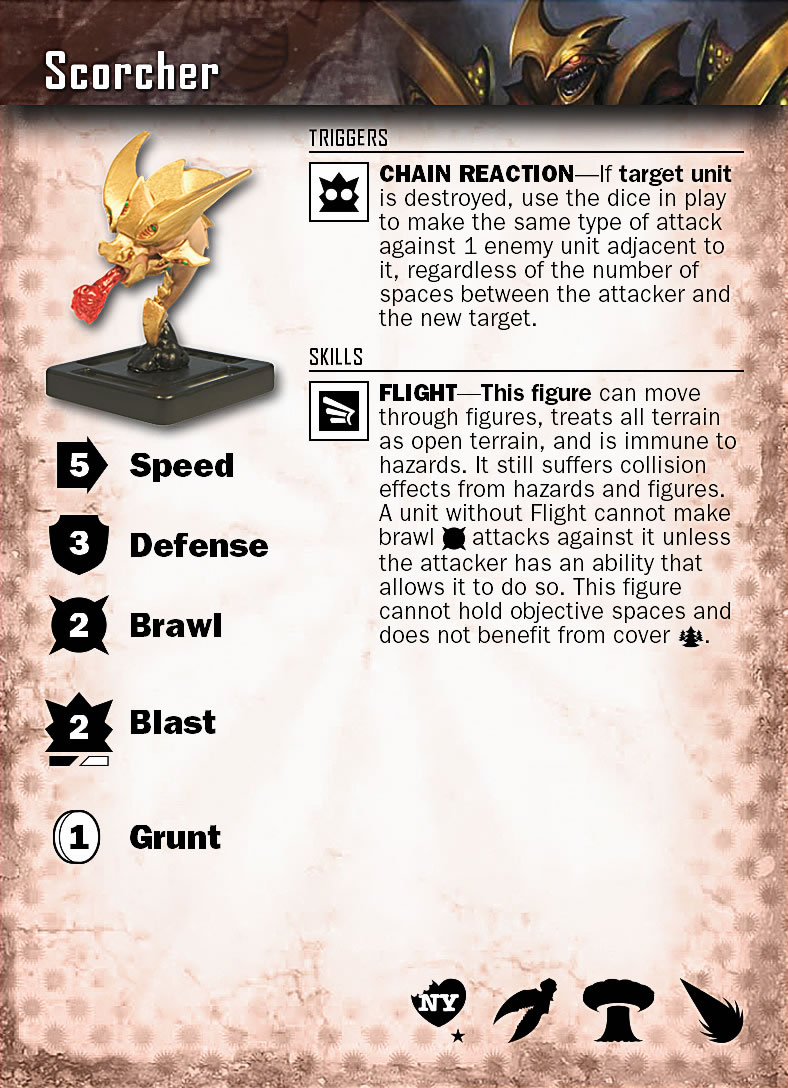 Scorcher
TRIGGERS
CHAIN REACTION—If target unit
is destroyed, use the dice in play
to make the same type of attack
against 1 enemy unit adjacent to
it, regardless of the number of
spaces between the attacker and
the new target.
SKILLS
FLIGHT—This figure can move
through figures, treats all terrain
as open terrain, and is immune to
hazards. It still suffers collision
effects from hazards and figures.
A unit without Flight cannot make
brawl attacks against it unless
the attacker has an ability that
allows it to do so. This figure
cannot hold objective spaces and
does not benefit from cover .
5 Speed
3 Defense
2 Brawl
2 Blast
1 Grunt
NY